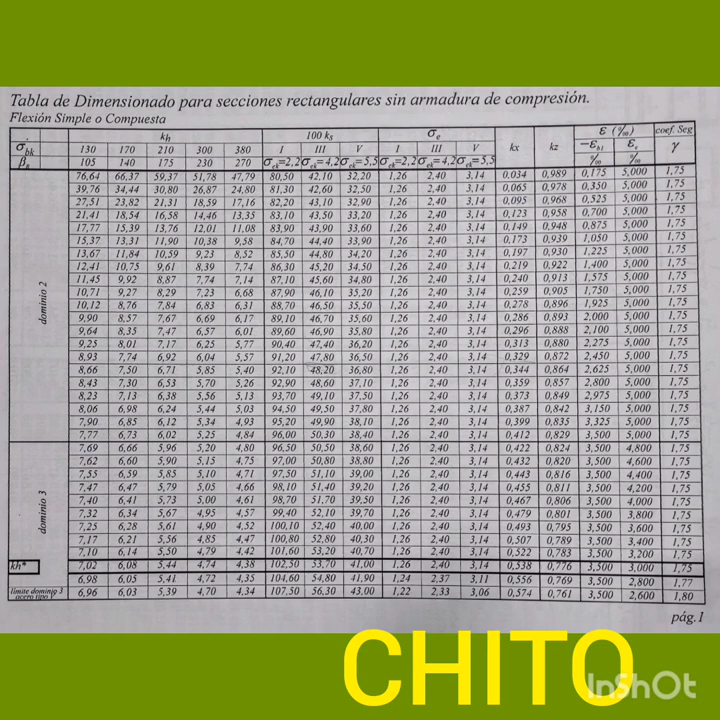 Tabla de Dimensionado para secciones rectangulares sin armadura de compresión.
Flexión Simple o Compuesta
kh 100 ks σe kx kz ε (‰) coef. Seg
σ'bk 130 170 210 300 380 I III V I III V -εb1 εe γ
βR 105 140 175 230 270 σek=2,2 σek=4,2 σek=5,5 σek=2,2 σek=4,2 σek=5,5 ‰ ‰
dominio 2
76,64 66,37 59,37 51,78 47,79 80,50 42,10 32,20 1,26 2,40 3,14 0,034 0,989 0,175 5,000 1,75
39,76 34,44 30,80 26,87 24,80 81,30 42,60 32,50 1,26 2,40 3,14 0,065 0,978 0,350 5,000 1,75
27,51 23,82 21,31 18,59 17,16 82,20 43,10 32,90 1,26 2,40 3,14 0,095 0,968 0,525 5,000 1,75
21,41 18,54 16,58 14,46 13,35 83,10 43,50 33,20 1,26 2,40 3,14 0,123 0,958 0,700 5,000 1,75
17,77 15,39 13,76 12,01 11,08 83,90 43,90 33,60 1,26 2,40 3,14 0,149 0,948 0,875 5,000 1,75
15,37 13,31 11,90 10,38 9,58 84,70 44,40 33,90 1,26 2,40 3,14 0,173 0,939 1,050 5,000 1,75
13,67 11,84 10,59 9,23 8,52 85,50 44,80 34,20 1,26 2,40 3,14 0,197 0,930 1,225 5,000 1,75
12,41 10,75 9,61 8,39 7,74 86,30 45,20 34,50 1,26 2,40 3,14 0,219 0,922 1,400 5,000 1,75
11,45 9,92 8,87 7,74 7,14 87,10 45,60 34,80 1,26 2,40 3,14 0,240 0,913 1,575 5,000 1,75
10,71 9,27 8,29 7,23 6,68 87,90 46,10 35,20 1,26 2,40 3,14 0,259 0,905 1,750 5,000 1,75
10,12 8,76 7,84 6,83 6,31 88,70 46,50 35,50 1,26 2,40 3,14 0,278 0,896 1,925 5,000 1,75
9,90 8,57 7,67 6,69 6,17 89,10 46,70 35,60 1,26 2,40 3,14 0,286 0,893 2,000 5,000 1,75
9,64 8,35 7,47 6,57 6,01 89,60 46,90 35,80 1,26 2,40 3,14 0,296 0,888 2,100 5,000 1,75
9,25 8,01 7,17 6,25 5,77 90,40 47,40 36,20 1,26 2,40 3,14 0,313 0,880 2,275 5,000 1,75
8,93 7,74 6,92 6,04 5,57 91,20 47,80 36,50 1,26 2,40 3,14 0,329 0,872 2,450 5,000 1,75
8,66 7,50 6,71 5,85 5,40 92,10 48,20 36,80 1,26 2,40 3,14 0,344 0,864 2,625 5,000 1,75
8,43 7,30 6,53 5,70 5,26 92,90 48,60 37,10 1,26 2,40 3,14 0,359 0,857 2,800 5,000 1,75
8,23 7,13 6,38 5,56 5,13 93,70 49,10 37,50 1,26 2,40 3,14 0,373 0,849 2,975 5,000 1,75
8,06 6,98 6,24 5,44 5,03 94,50 49,50 37,80 1,26 2,40 3,14 0,387 0,842 3,150 5,000 1,75
7,90 6,85 6,12 5,34 4,93 95,20 49,90 38,10 1,26 2,40 3,14 0,399 0,835 3,325 5,000 1,75
7,77 6,73 6,02 5,25 4,84 96,00 50,30 38,40 1,26 2,40 3,14 0,412 0,829 3,500 5,000 1,75
dominio 3
7,69 6,66 5,96 5,20 4,80 96,50 50,50 38,60 1,26 2,40 3,14 0,422 0,824 3,500 4,800 1,75
7,62 6,60 5,90 5,15 4,75 97,00 50,80 38,80 1,26 2,40 3,14 0,432 0,820 3,500 4,600 1,75
7,55 6,59 5,85 5,10 4,71 97,50 51,10 39,00 1,26 2,40 3,14 0,443 0,816 3,500 4,400 1,75
7,47 6,47 5,79 5,05 4,66 98,10 51,40 39,20 1,26 2,40 3,14 0,455 0,811 3,500 4,200 1,75
7,40 6,41 5,73 5,00 4,61 98,70 51,70 39,50 1,26 2,40 3,14 0,467 0,806 3,500 4,000 1,75
7,32 6,34 5,67 4,95 4,57 99,40 52,10 39,70 1,26 2,40 3,14 0,479 0,801 3,500 3,800 1,75
7,25 6,28 5,61 4,90 4,52 100,10 52,40 40,00 1,26 2,40 3,14 0,493 0,795 3,500 3,600 1,75
7,17 6,21 5,56 4,85 4,47 100,80 52,80 40,30 1,26 2,40 3,14 0,507 0,789 3,500 3,400 1,75
7,10 6,14 5,50 4,79 4,42 101,60 53,20 40,70 1,26 2,40 3,14 0,522 0,783 3,500 3,200 1,75
kh* 7,02 6,08 5,44 4,74 4,38 102,50 53,70 41,00 1,26 2,40 3,14 0,538 0,776 3,500 3,000 1,75
6,98 6,05 5,41 4,72 4,35 104,60 54,80 41,90 1,24 2,37 3,11 0,556 0,769 3,500 2,800 1,77
límite dominio 3 acero tipo V 6,96 6,03 5,39 4,70 4,34 107,50 56,30 43,00 1,22 2,33 3,06 0,574 0,761 3,500 2,600 1,80
pág.1
CHITO
InShOt